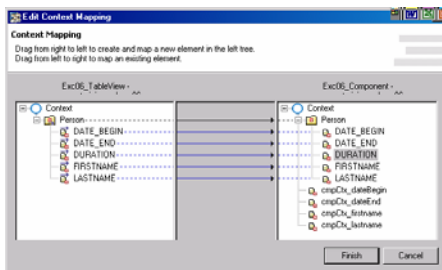 Edit Context Mapping
Context Mapping
Drag from right to left to create and map a new element in the left tree.
Drag from left to right to map an existing element.
Exc06_TableView -
Exc06_Component -
Context
Person
DATE_BEGIN
DATE_END
DURATION
FIRSTNAME
LASTNAME
Context
Person
DATE_BEGIN
DATE_END
DURATION
FIRSTNAME
LASTNAME
cmpCtx_dateBegin
cmpCtx_dateEnd
cmpCtx_firstname
cmpCtx_lastname
Finish
Cancel